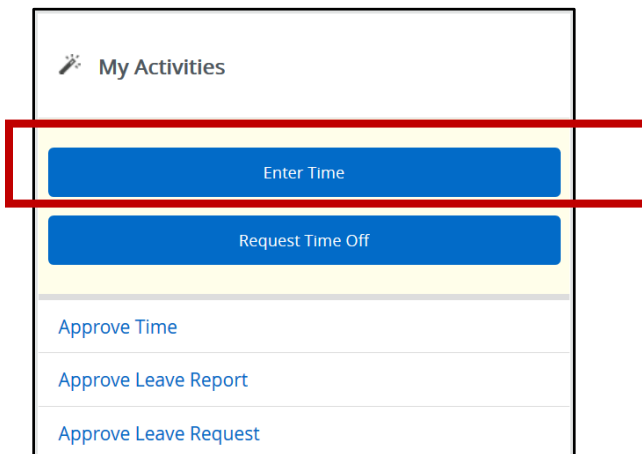 My Activities
Enter Time
Request Time Off
Approve Time
Approve Leave Report
Approve Leave Request